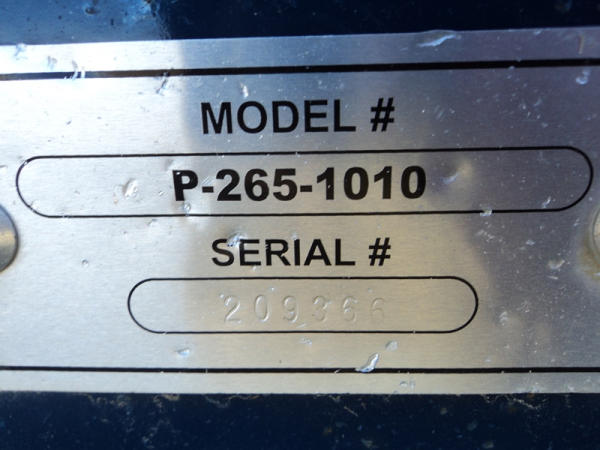 MODEL #
P-265-1010
SERIAL #
209366